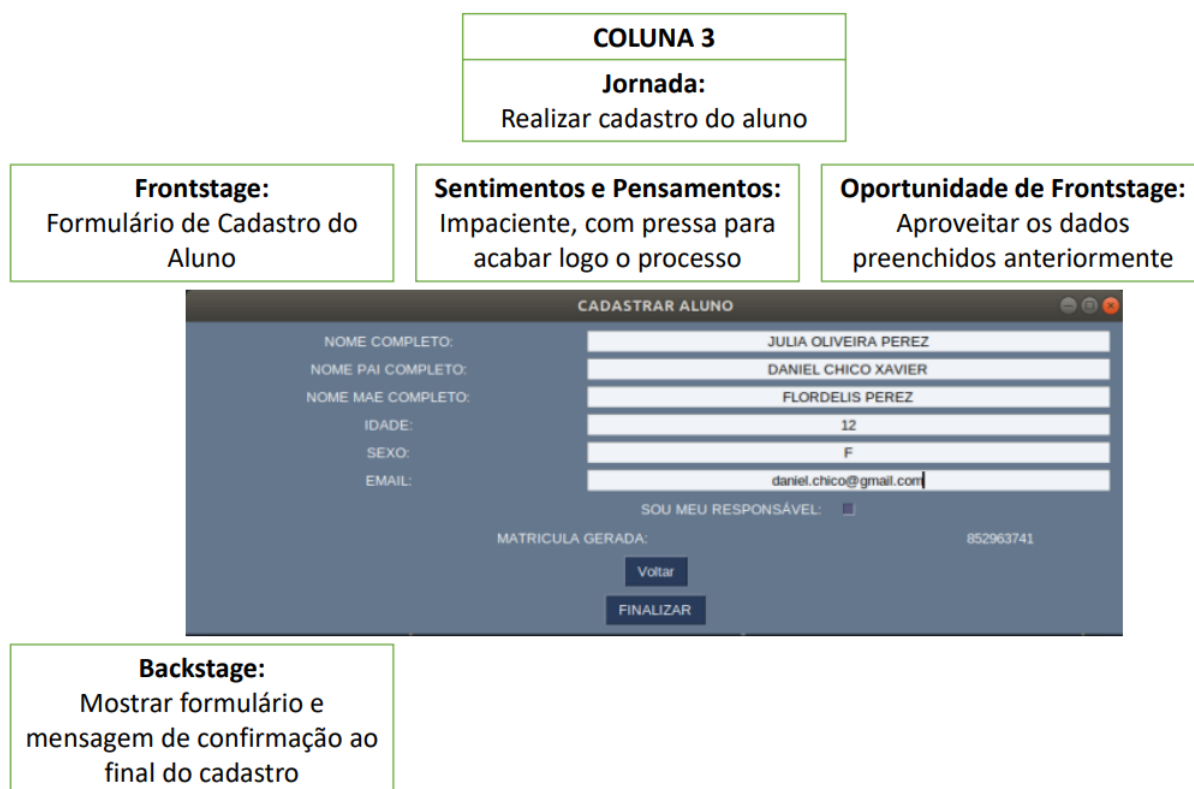 COLUNA 3
Jornada:
Realizar cadastro do aluno
Frontstage:
Formulário de Cadastro do
Aluno
Sentimentos e Pensamentos:
Impaciente, com pressa para
acabar logo o processo
Oportunidade de Frontstage:
Aproveitar os dados
preenchidos anteriormente
CADASTRAR ALUNO
NOME COMPLETO: JULIA OLIVEIRA PEREZ
NOME PAI COMPLETO: DANIEL CHICO XAVIER
NOME MAE COMPLETO: FLORDELIS PEREZ
IDADE: 12
SEXO: F
EMAIL: daniel.chico@gmail.com
SOU MEU RESPONSÁVEL:
MATRICULA GERADA: 852963741
Voltar
FINALIZAR
Backstage:
Mostrar formulário e
mensagem de confirmação ao
final do cadastro